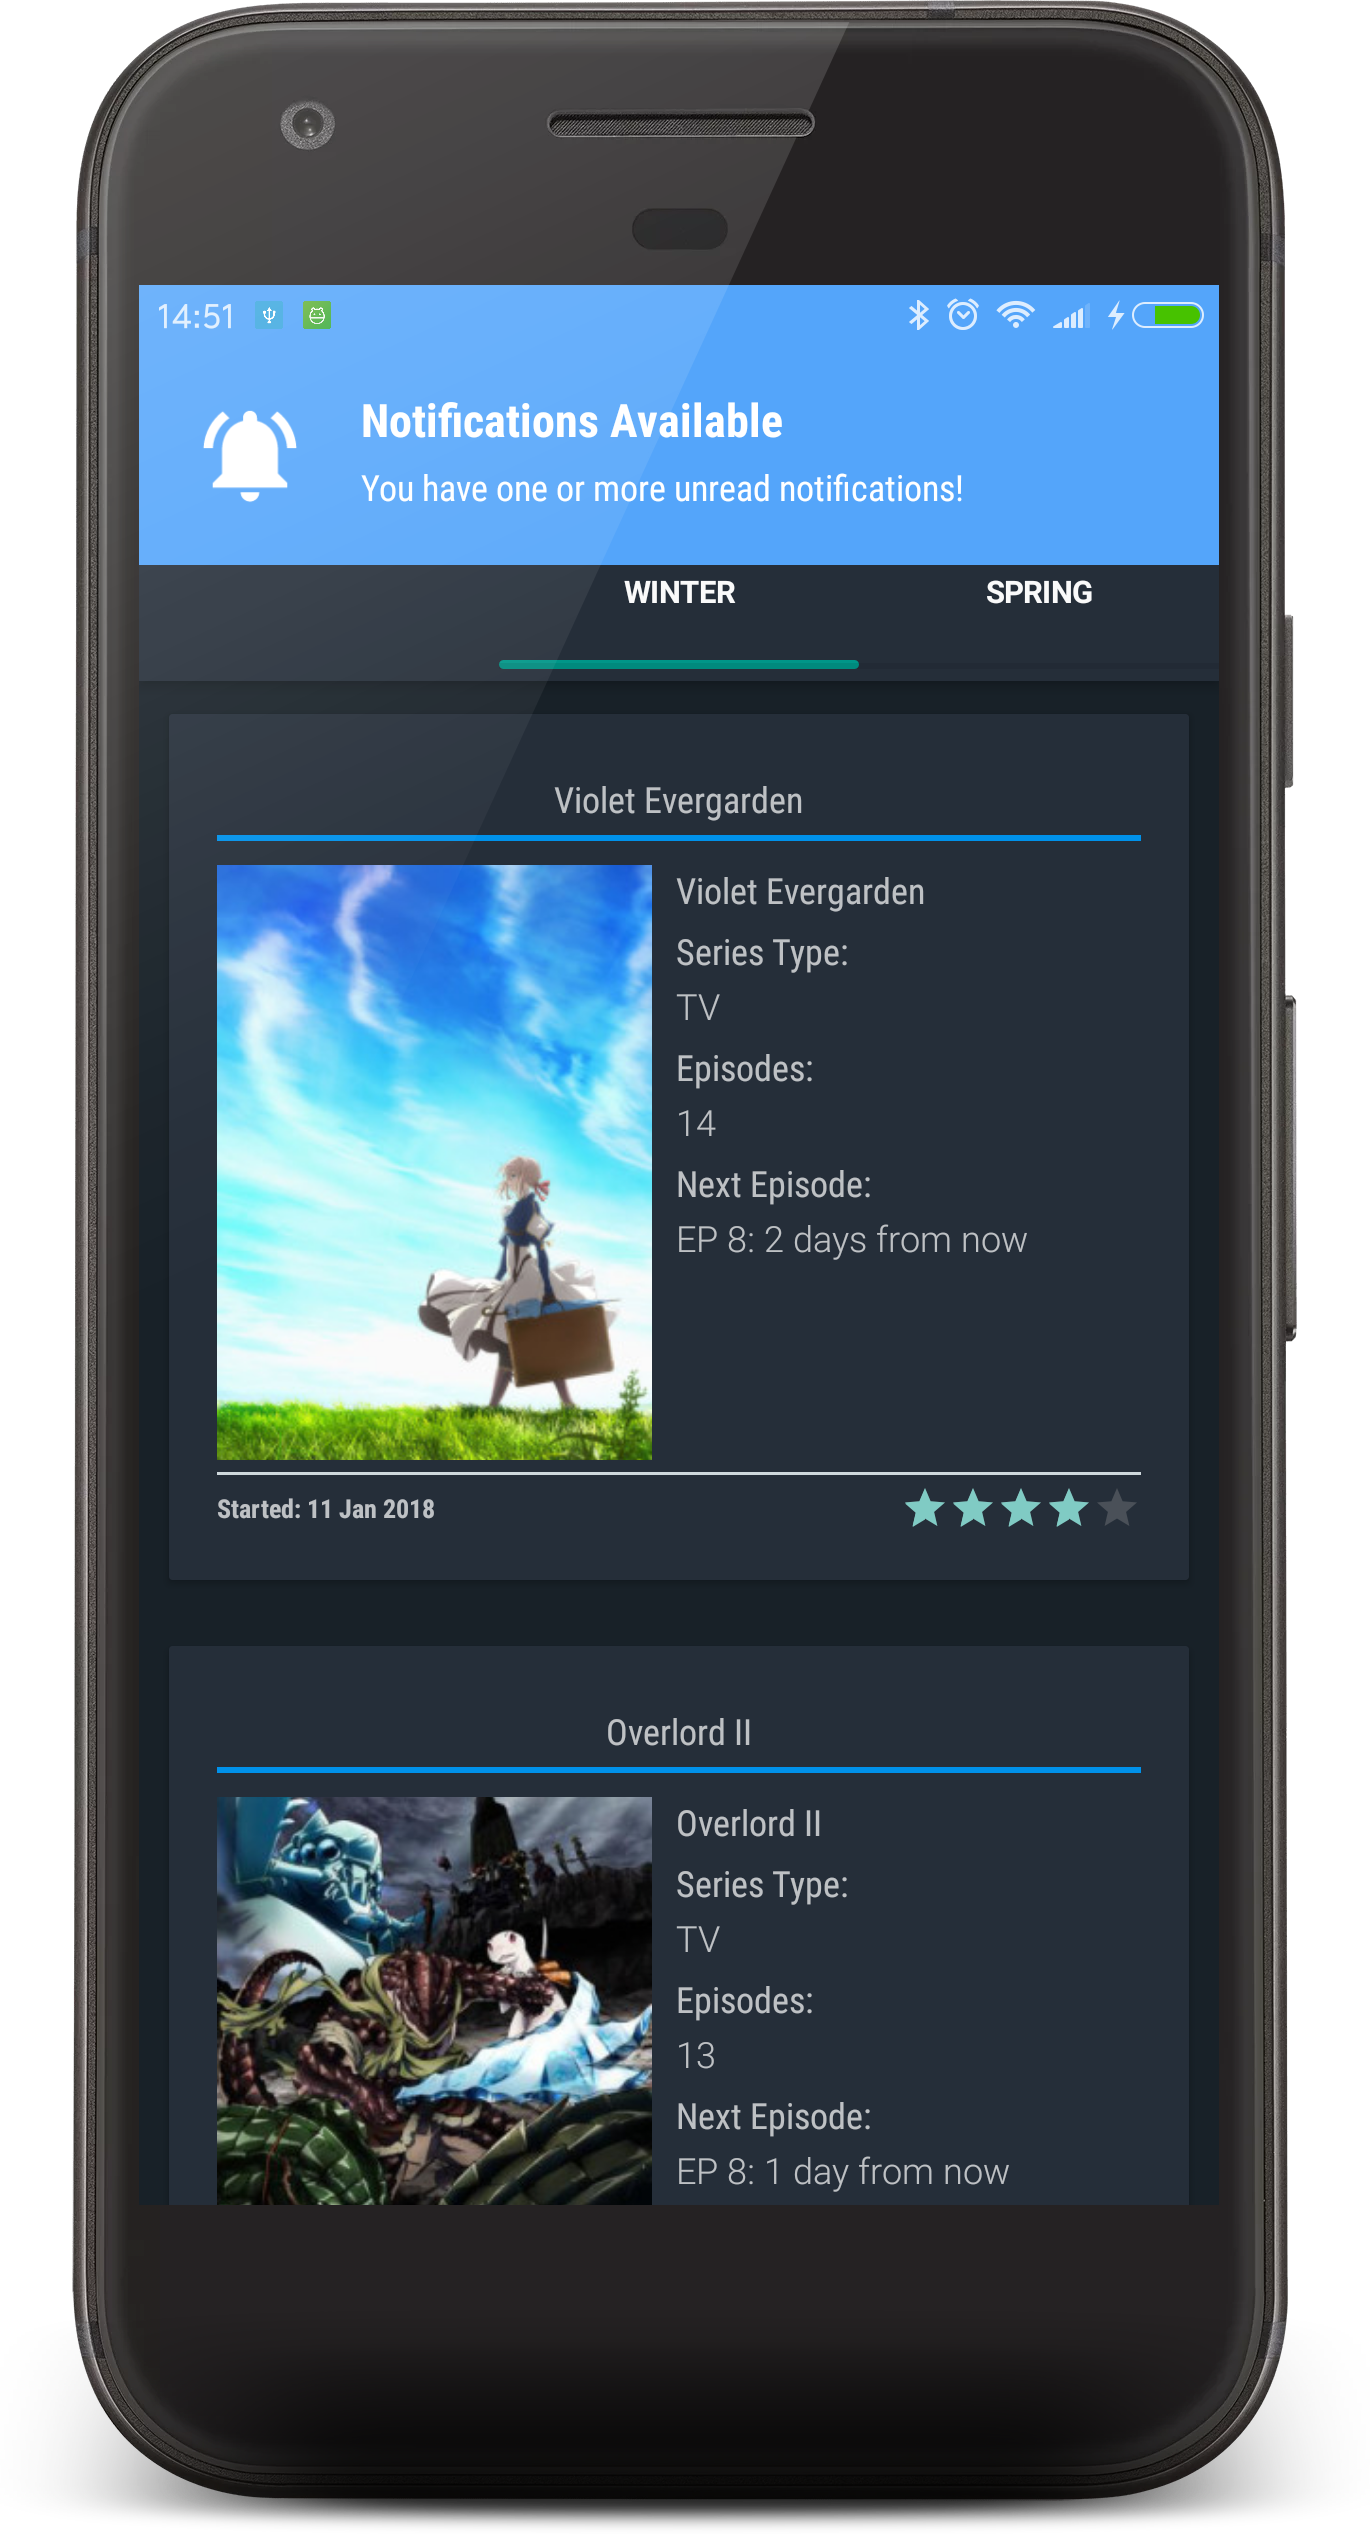 14:51
Notifications Available
You have one or more unread notifications!
WINTER SPRING
Violet Evergarden
Violet Evergarden
Series Type:
TV
Episodes:
14
Next Episode:
EP 8: 2 days from now
Started: 11 Jan 2018
Overlord II
Overlord II
Series Type:
TV
Episodes:
13
Next Episode:
EP 8: 1 day from now